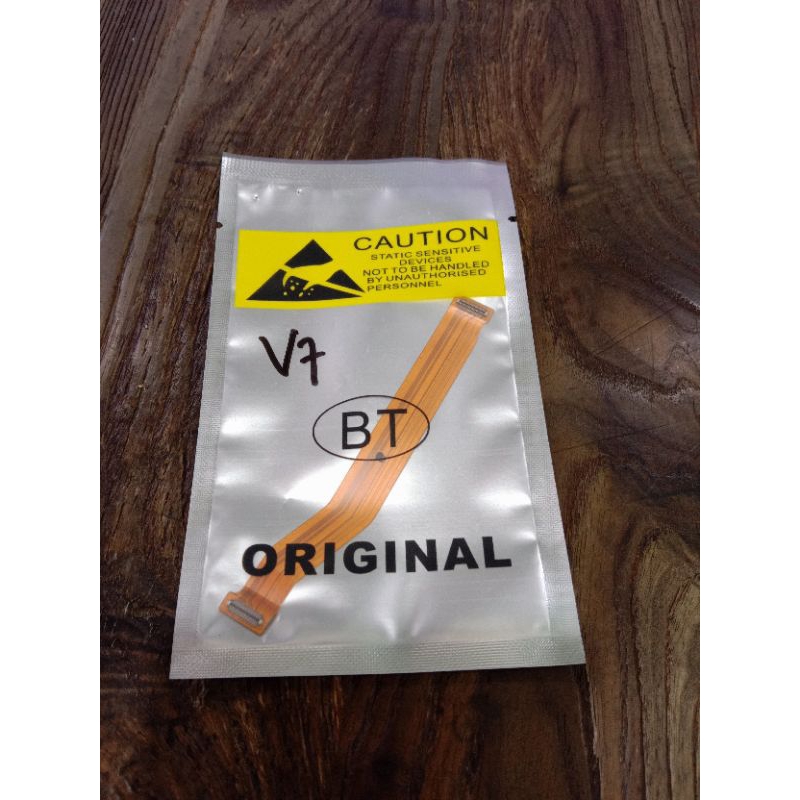 CAUTION
STATIC SENSITIVE
DEVICES
NOT TO BE HANDLED
BY UNAUTHORISED
PERSONNEL
V7
BT
ORIGINAL